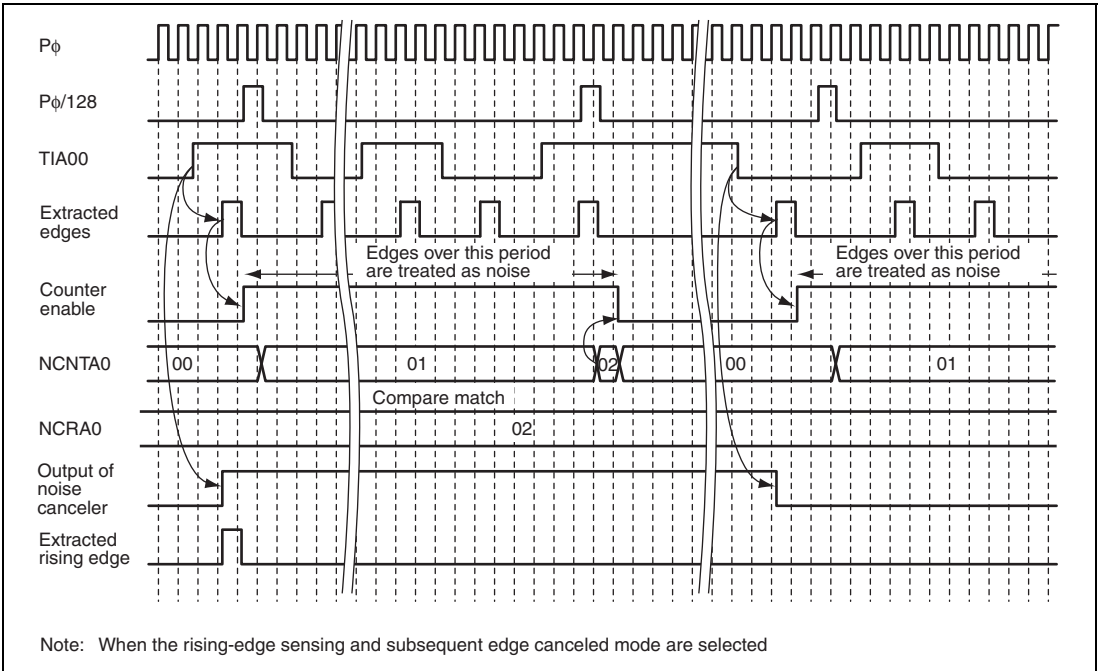 Pϕ
Pϕ/128
TIA00
Extracted
edges
Edges over this period
are treated as noise
Edges over this period
are treated as noise
Counter
enable
NCNTA0
00
01
02
00
01
Compare match
NCRA0
02
Output of
noise
canceler
Extracted
rising edge
Note: When the rising-edge sensing and subsequent edge canceled mode are selected